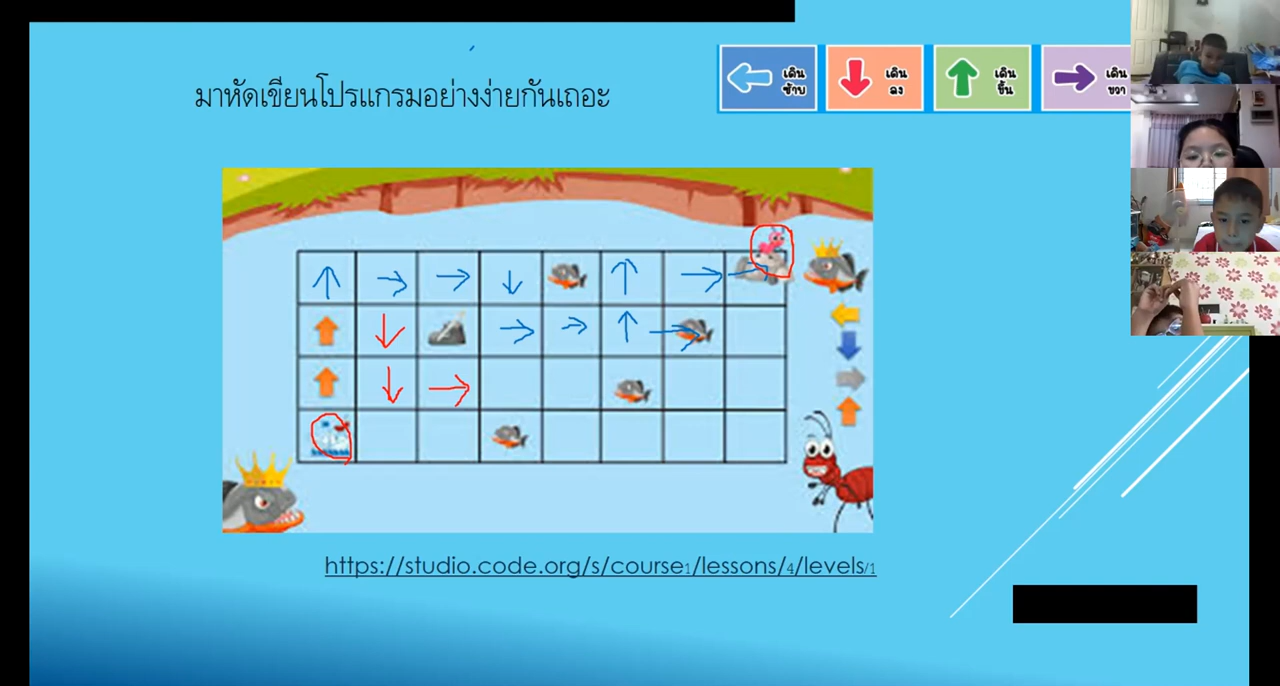 มาหัดเขียนโปรแกรมอย่างง่ายกันเถอะ
เดิน
ซ้าย
เดิน
ลง
เดิน
ขึ้น
เดิน
ขวา
https://studio.code.org/s/course1/lessons/4/levels/1